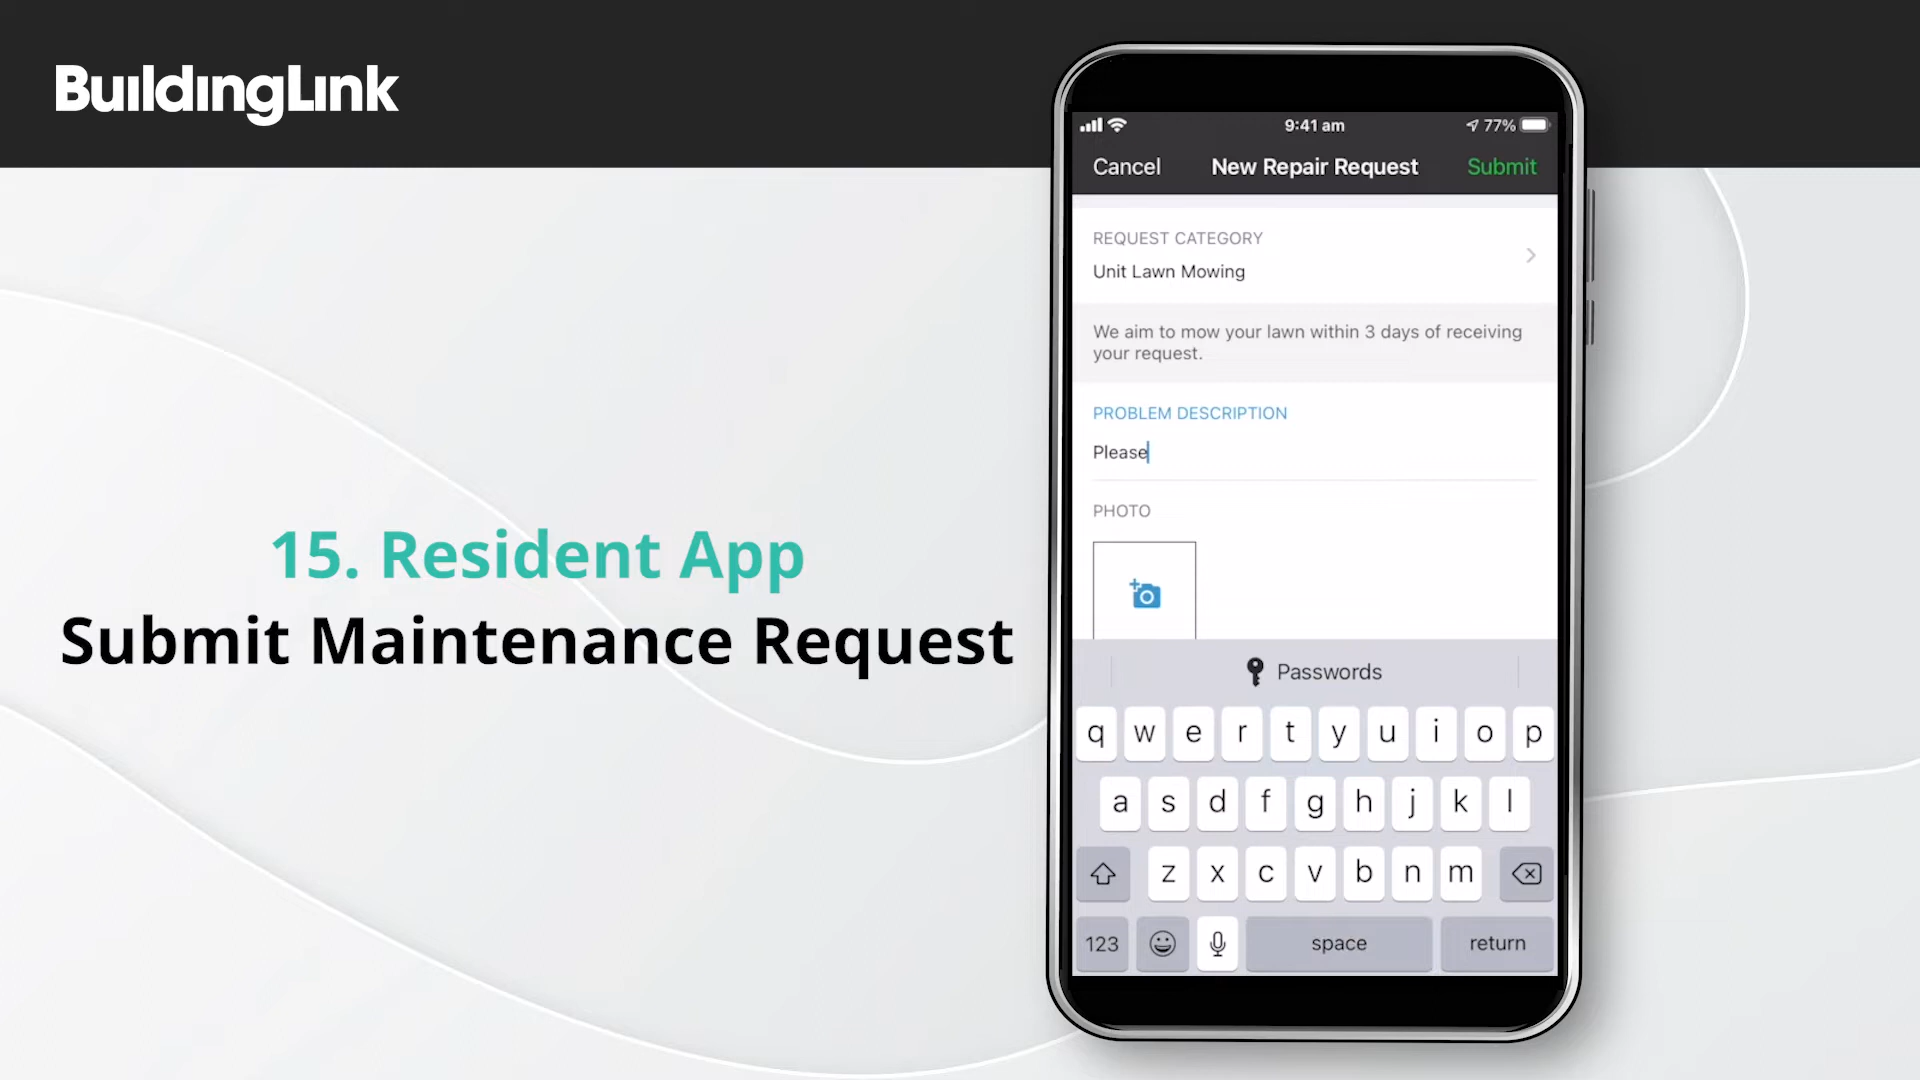 BuildingLink
15. Resident App
Submit Maintenance Request
9:41 am
77%
Cancel
New Repair Request
Submit
REQUEST CATEGORY
Unit Lawn Mowing
We aim to mow your lawn within 3 days of receiving
your request.
PROBLEM DESCRIPTION
Please
PHOTO
Passwords
q w e r t y u i o p
a s d f g h j k l
z x c v b n m
123 space return